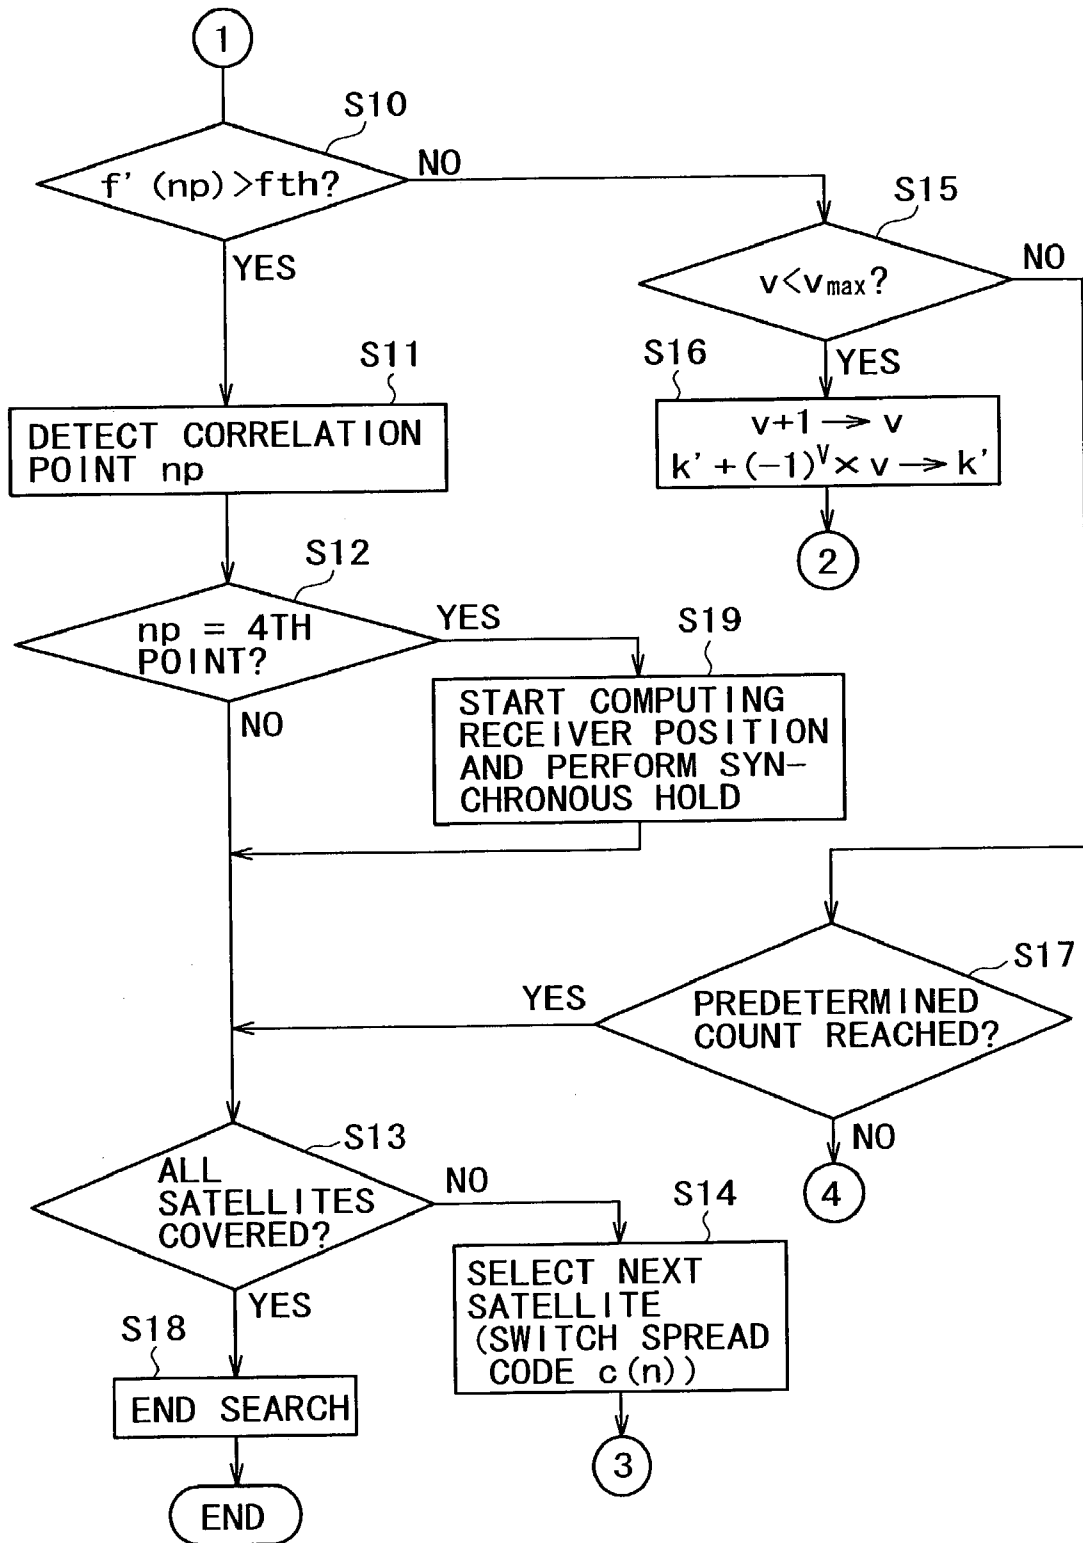 1
S10
f' (np)>fth?
NO
YES
S15
v<vmax?
NO
YES
S16
v+1 → v
k'+(-1)^v × v → k'
2
S11
DETECT CORRELATION
POINT np
S12
np = 4TH
POINT?
YES
NO
S19
START COMPUTING
RECEIVER POSITION
AND PERFORM SYN-
CHRONOUS HOLD
S17
PREDETERMINED
COUNT REACHED?
YES
NO
4
S13
ALL
SATELLITES
COVERED?
NO
YES
S14
SELECT NEXT
SATELLITE
(SWITCH SPREAD
CODE c(n))
3
S18
END SEARCH
END